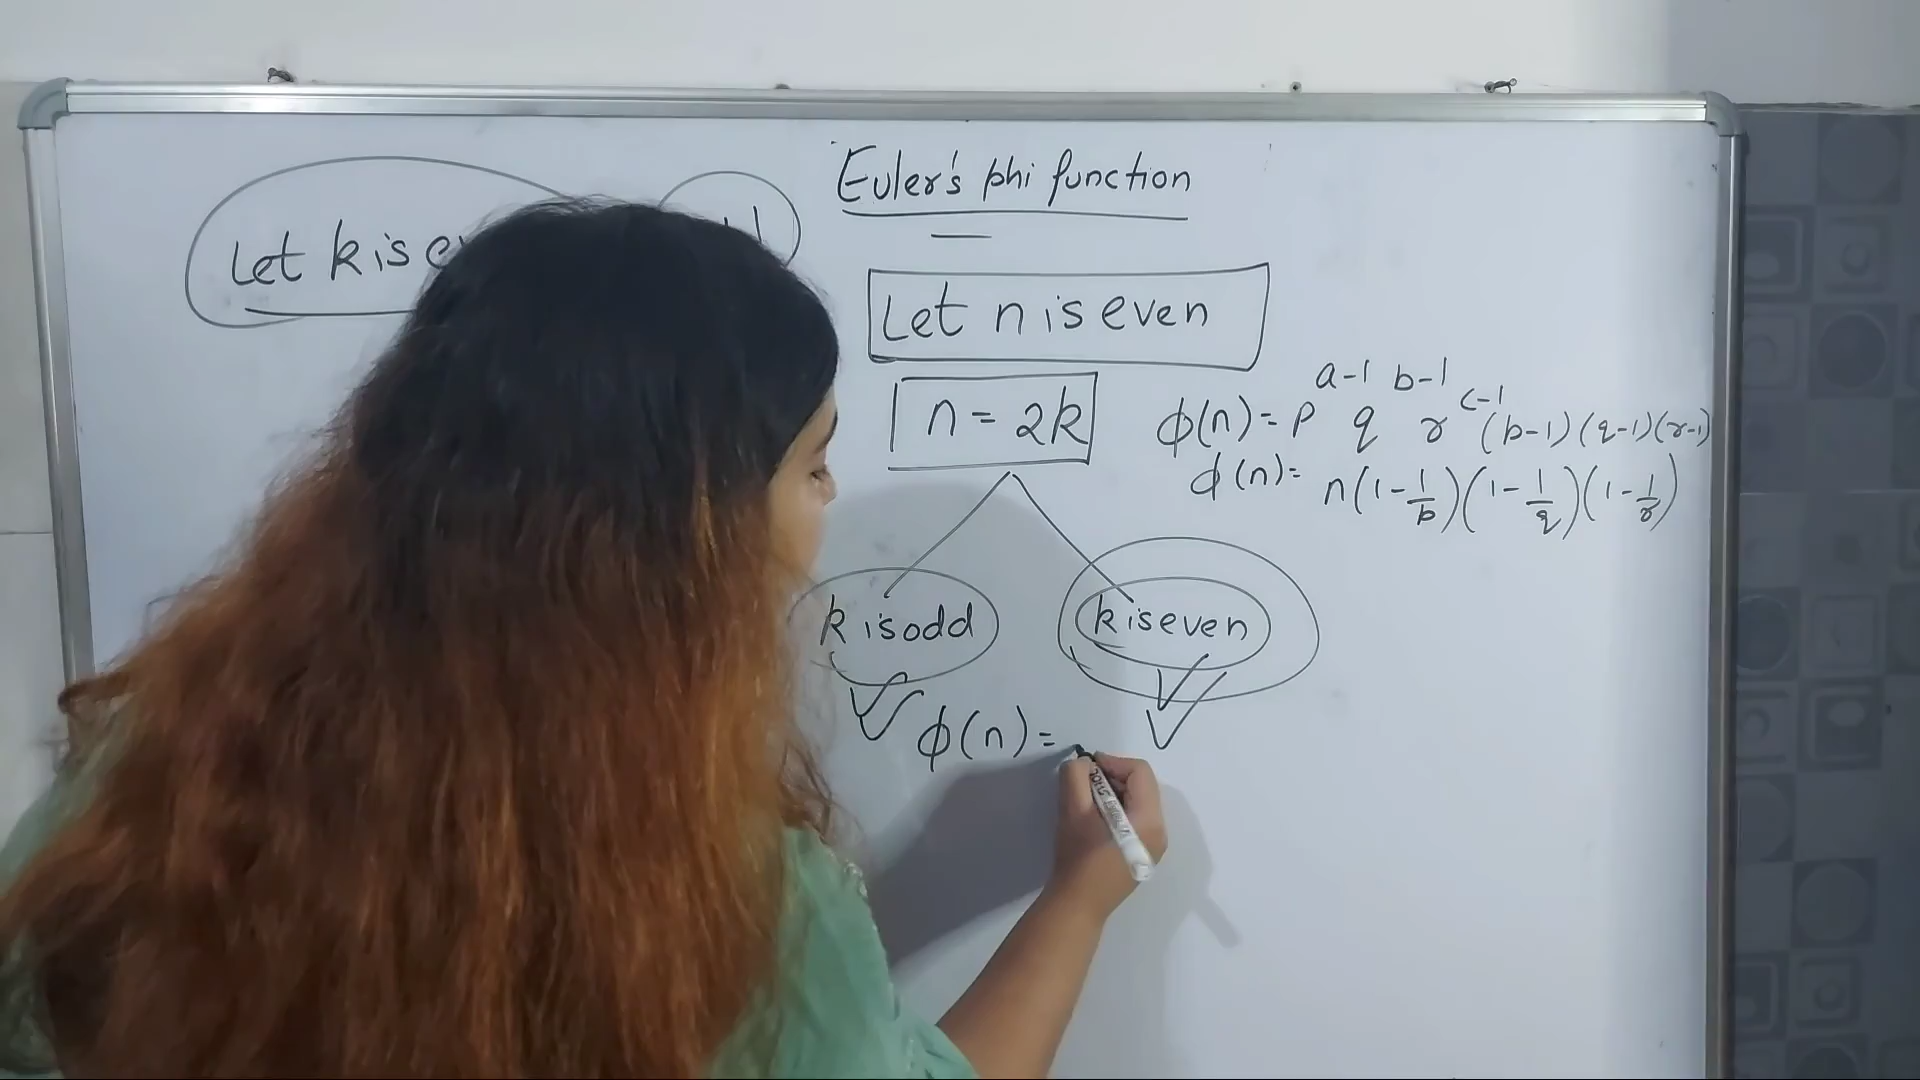 Euler's phi function
Let k is
Let n is even
n = 2k
ϕ(n) = p^{a-1} q^{b-1} r^{c-1} (p-1)(q-1)(r-1)
ϕ(n) = n(1-1/p)(1-1/q)(1-1/r)
k is odd
k is even
ϕ(n) =